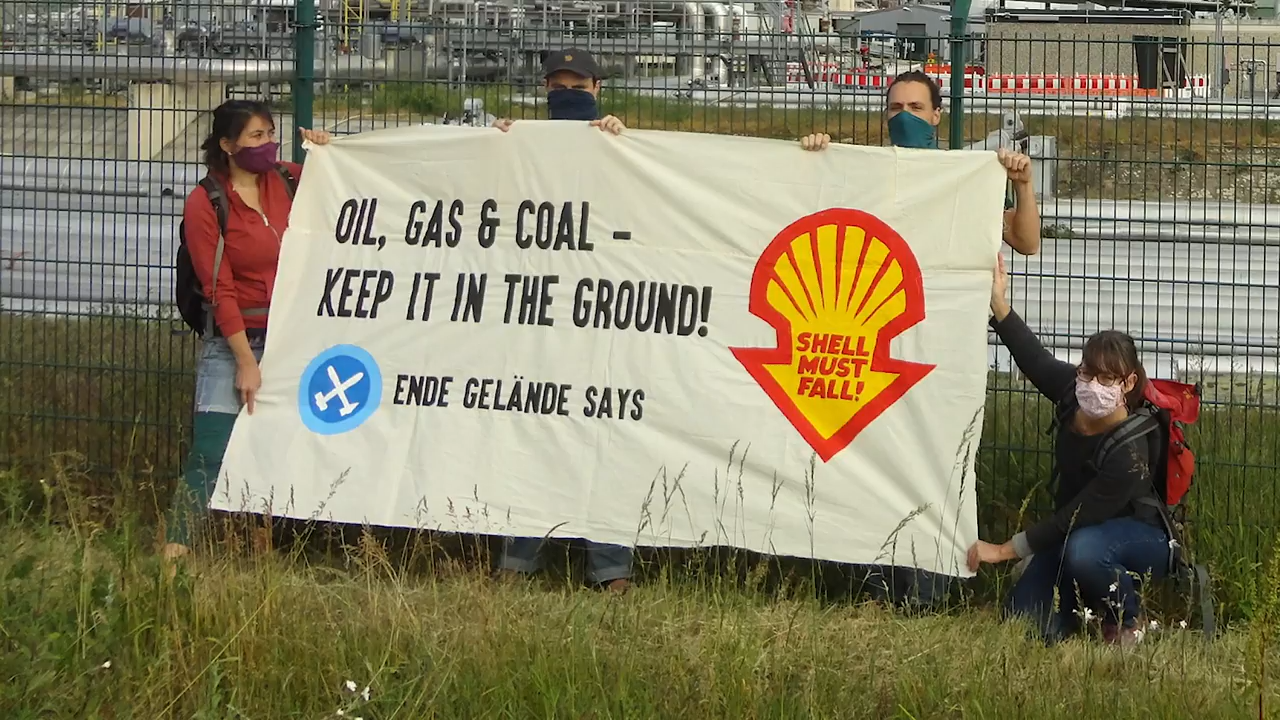 OIL, GAS & COAL –
KEEP IT IN THE GROUND!
ENDE GELÄNDE SAYS
SHELL
MUST
FALL!